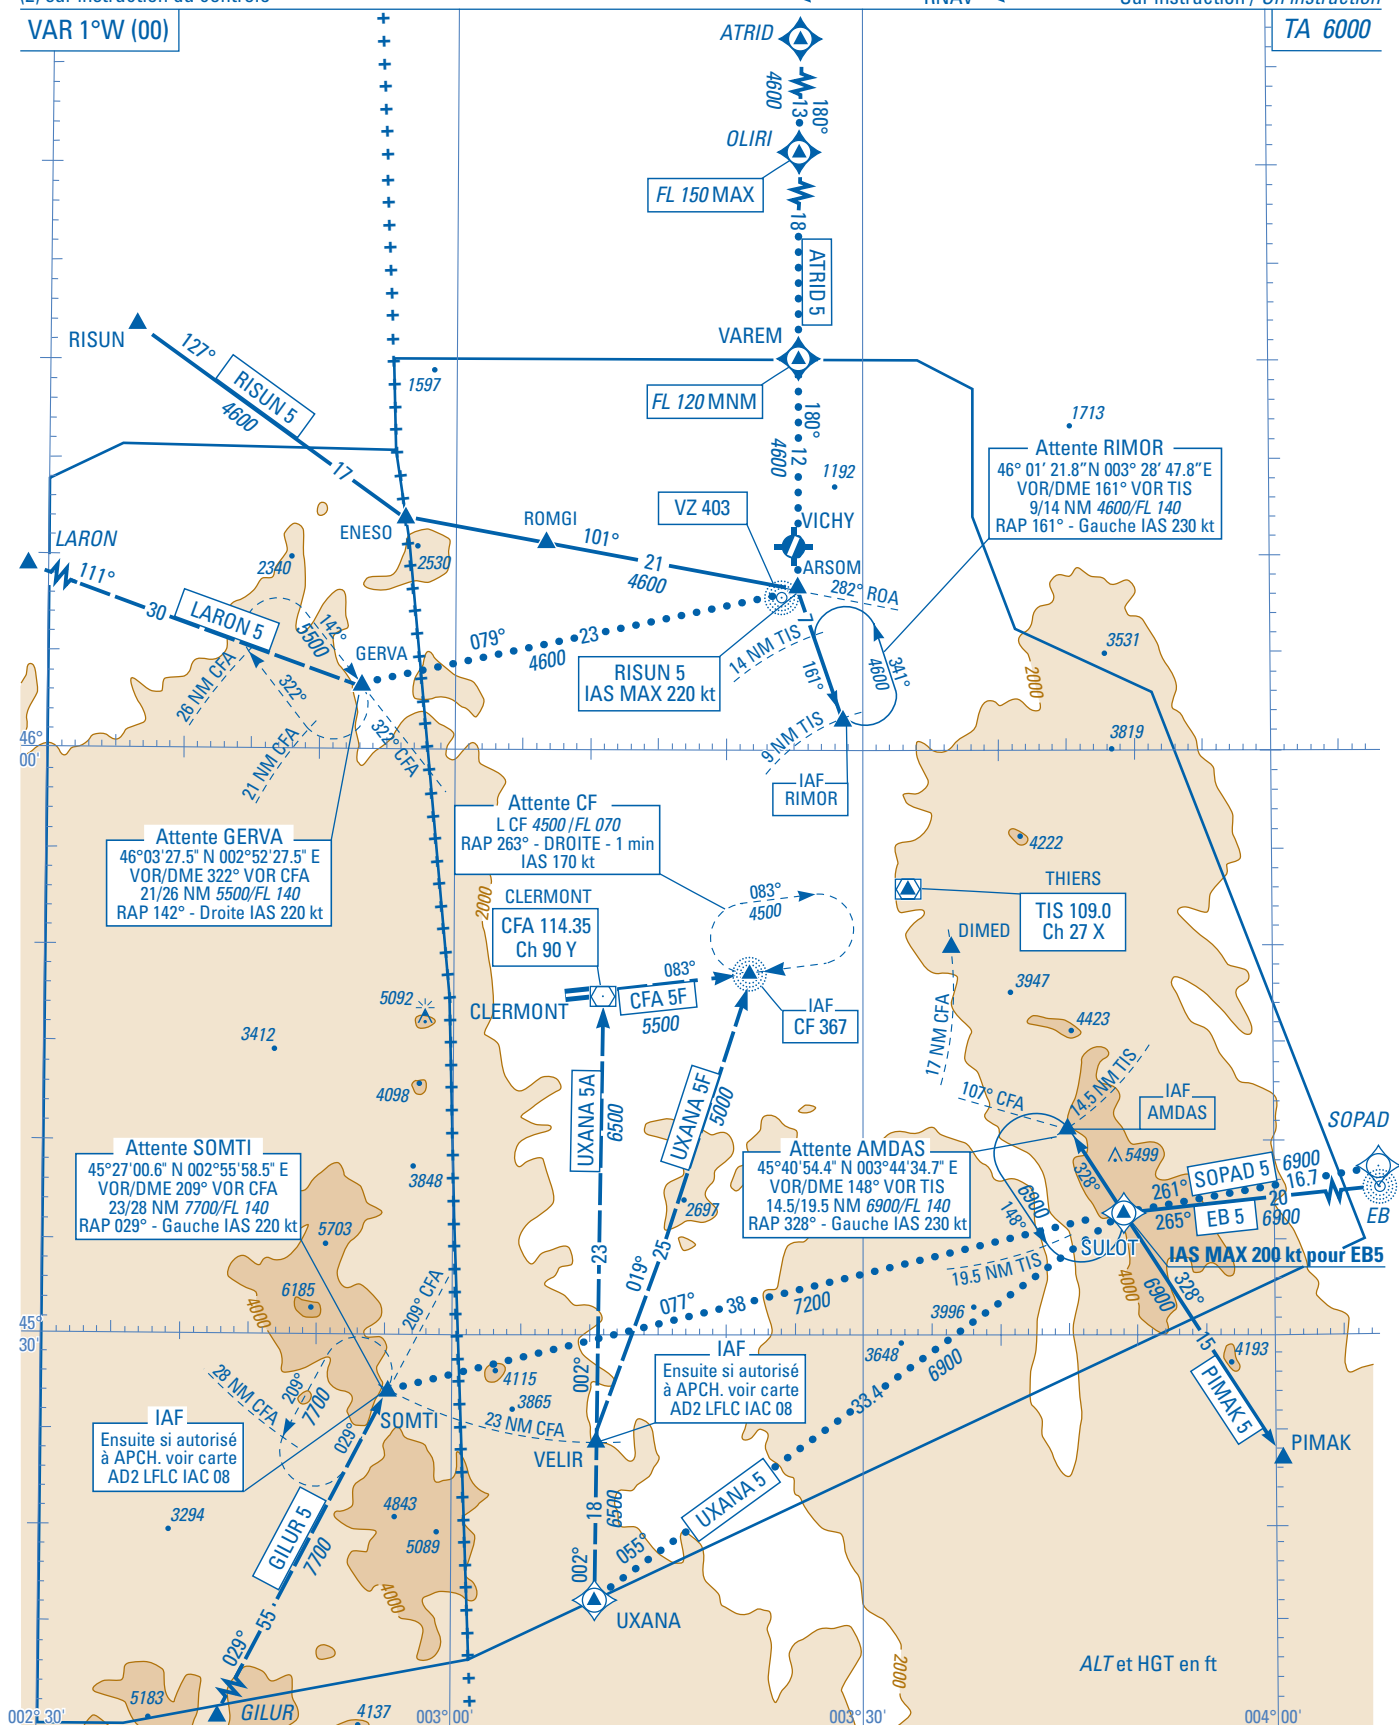 VAR 1°W (00)
TA 6000
ATRID
4600
13
180°
OLIRI
FL 150 MAX
18
ATRID 5
RISUN
127°
RISUN 5
4600
17
VAREM
FL 120 MNM
180°
4600
12
1597
1713
1192
Attente RIMOR
46° 01' 21.8"N 003° 28' 47.8"E
VOR/DME 161° VOR TIS
9/14 NM 4600/FL 140
RAP 161° - Gauche IAS 230 kt
VZ 403
VICHY
LARON
111°
30
LARON 5
ENESO
ROMGI
101°
21
4600
ARSOM
282° ROA
2340
2530
142°
5500
GERVA
079°
23
4600
RISUN 5
IAS MAX 220 kt
14 NM TIS
7
161°
341°
4600
3531
2000
26 NM CFA
322°
322° CFA
21 NM CFA
9 NM TIS
3819
46°
00'
IAF
RIMOR
Attente CF
L CF 4500 /FL 070
RAP 263° - DROITE - 1 min
IAS 170 kt
Attente GERVA
46°03'27.5" N 002°52'27.5" E
VOR/DME 322° VOR CFA
21/26 NM 5500/FL 140
RAP 142° - Droite IAS 220 kt
4222
2000
CLERMONT
CFA 114.35
Ch 90 Y
083°
4500
THIERS
TIS 109.0
Ch 27 X
DIMED
3947
5092
CLERMONT
083°
CFA 5F
5500
IAF
CF 367
17 NM CFA
4423
3412
4098
UXANA 5A
6500
UXANA 5F
5000
107° CFA
14.5 NM TIS
IAF
AMDAS
SOPAD
Attente SOMTI
45°27'00.6" N 002°55'58.5" E
VOR/DME 209° VOR CFA
23/28 NM 7700/FL 140
RAP 029° - Gauche IAS 220 kt
3848
Attente AMDAS
45°40'54.4" N 003°44'34.7" E
VOR/DME 148° VOR TIS
14.5/19.5 NM 6900/FL 140
RAP 328° - Gauche IAS 230 kt
5499
328°
261°
SOPAD 5
6900
16.7
265°
EB 5
20
6900
EB
2697
6900
148°
SULOT
IAS MAX 200 kt pour EB5
5703
6185
4000
209° CFA
23
25
019°
19.5 NM TIS
4000
328°
6900
077°
38
7200
3996
45°
30'
3648
6900
15
4193
28 NM CFA
209°
7700
4115
3865
002°
IAF
Ensuite si autorisé
à APCH. voir carte
AD2 LFLC IAC 08
33.4
PIMAK 5
PIMAK
IAF
Ensuite si autorisé
à APCH. voir carte
AD2 LFLC IAC 08
SOMTI
029°
23 NM CFA
VELIR
3294
4843
5089
GILUR 5
7700
18
6500
UXANA 5
002°
055°
4000
UXANA
55
029°
2000
ALT et HGT en ft
5183
GILUR
4137
002°30'
003°00'
003°30'
004°00'